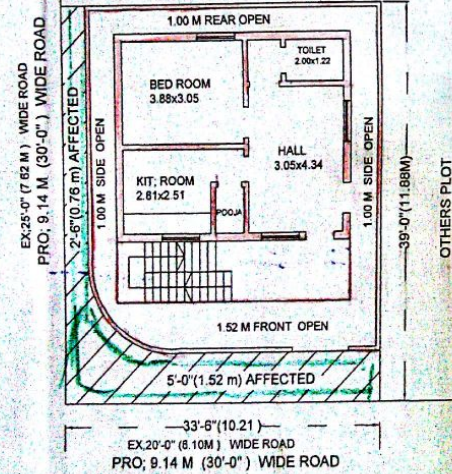 1.00 M REAR OPEN
TOILET
2.00x1.22
BED ROOM
3.88x3.05
HALL
3.05x4.34
KIT; ROOM
2.81x2.51
POOJA
1.00 M SIDE OPEN
1.00 M SIDE OPEN
2'-6"(0.76 m) AFFECTED
EX:25'-0" (7.62 M ) WIDE ROAD
PRO; 9.14 M (30'-0") WIDE ROAD
39'-0"(11.88M)
OTHERS PLOT
1.52 M FRONT OPEN
5'-0"(1.52 m) AFFECTED
33'-6"(10.21)
EX,20'-0" (6.10M ) WIDE ROAD
PRO; 9.14 M (30'-0" ) WIDE ROAD